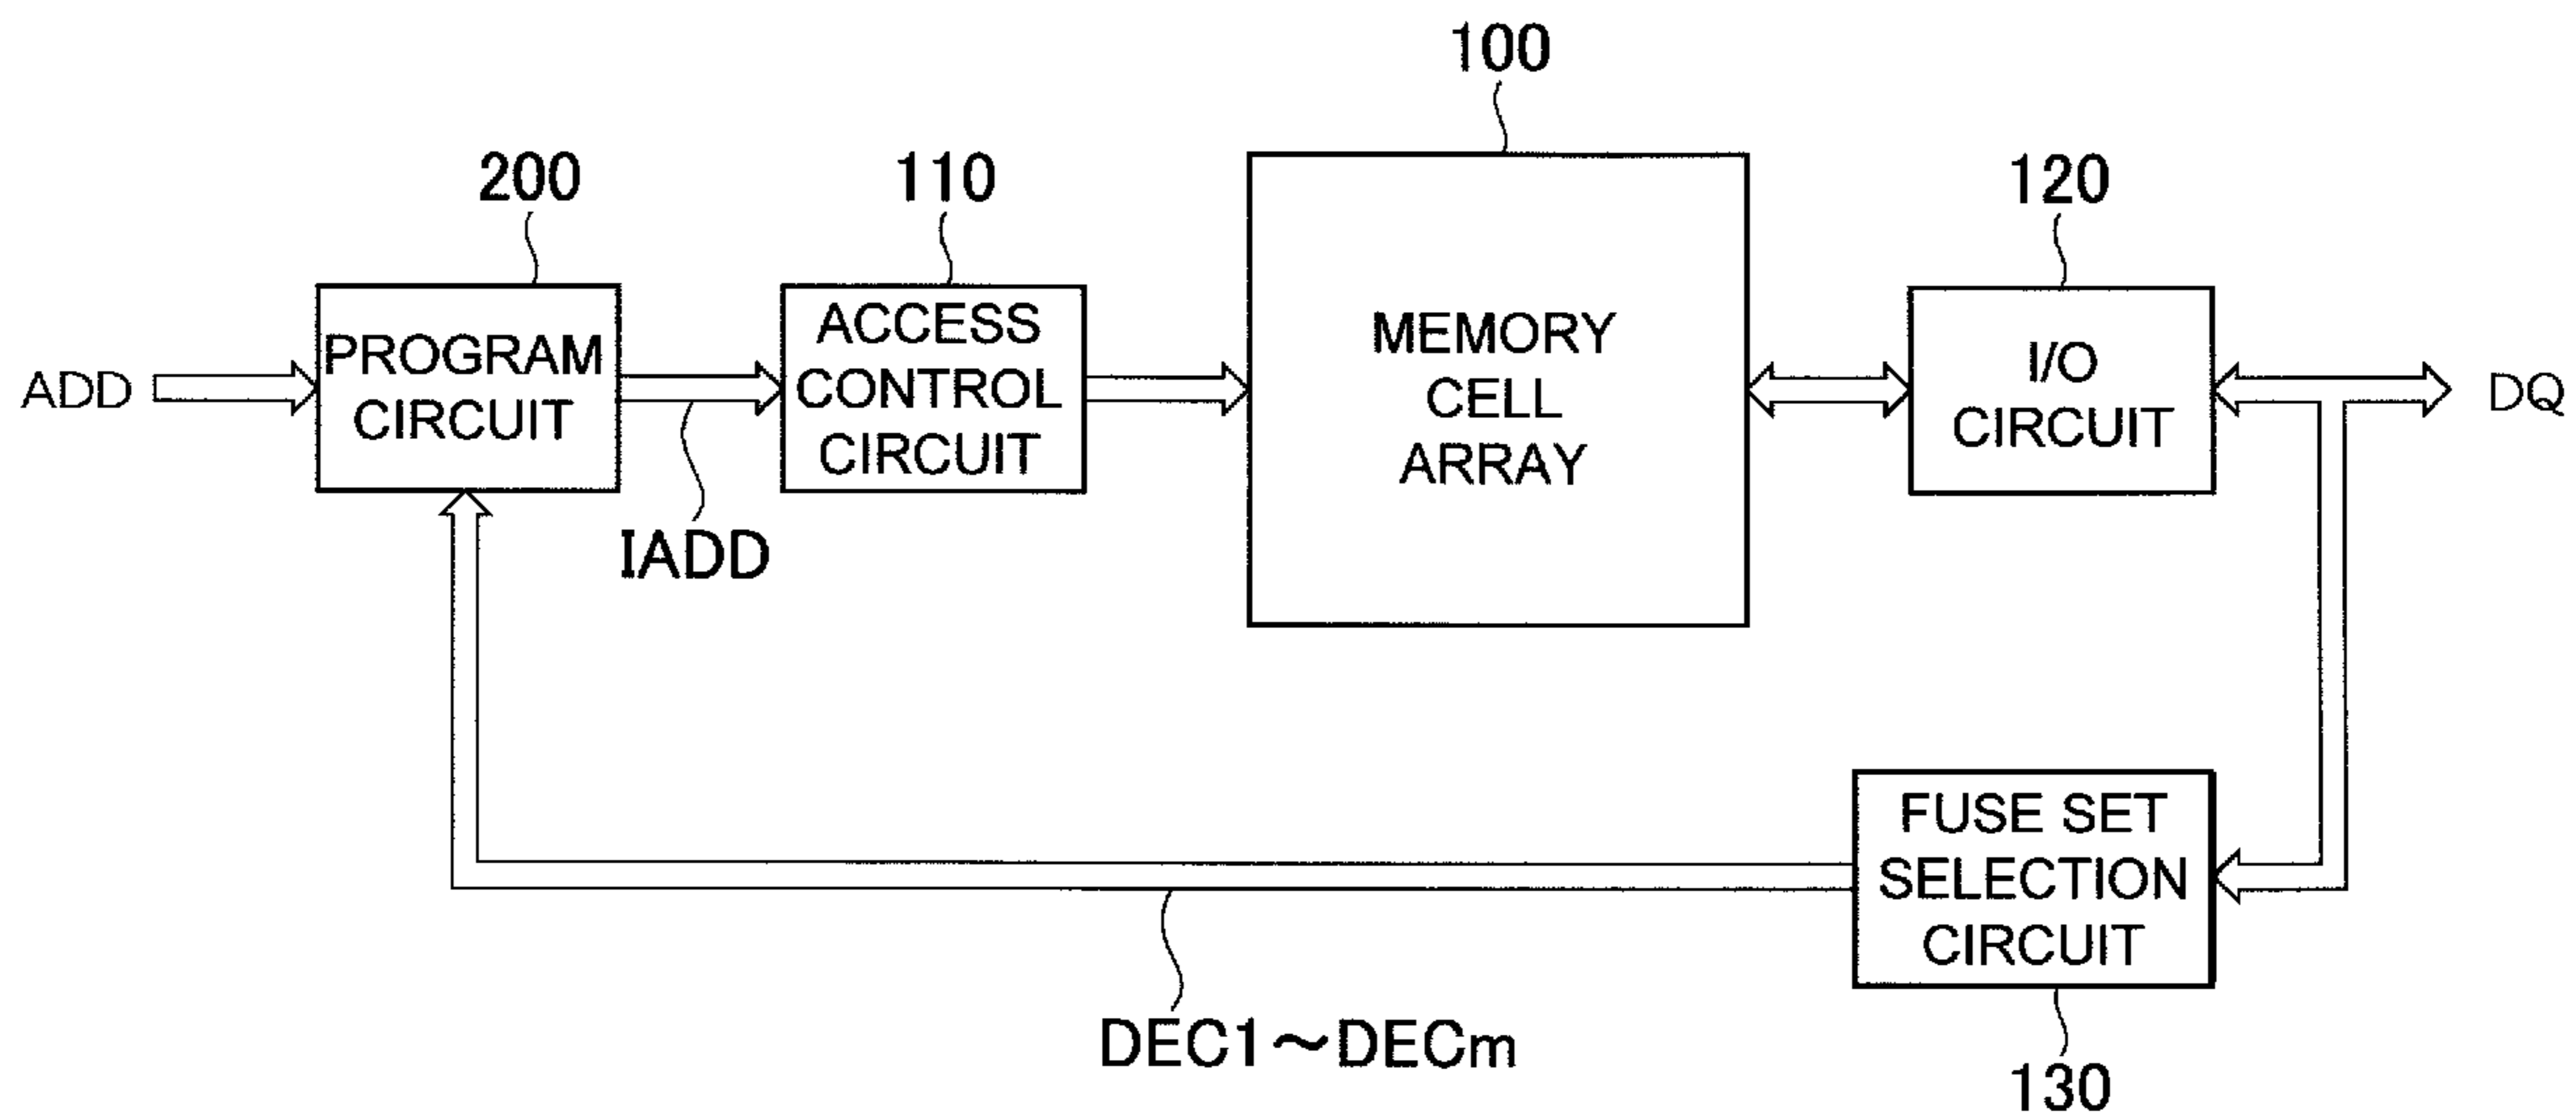 100
200
110
120
ADD
PROGRAM
CIRCUIT
ACCESS
CONTROL
CIRCUIT
MEMORY
CELL
ARRAY
I/O
CIRCUIT
DQ
IADD
FUSE SET
SELECTION
CIRCUIT
DEC1～DECm
130